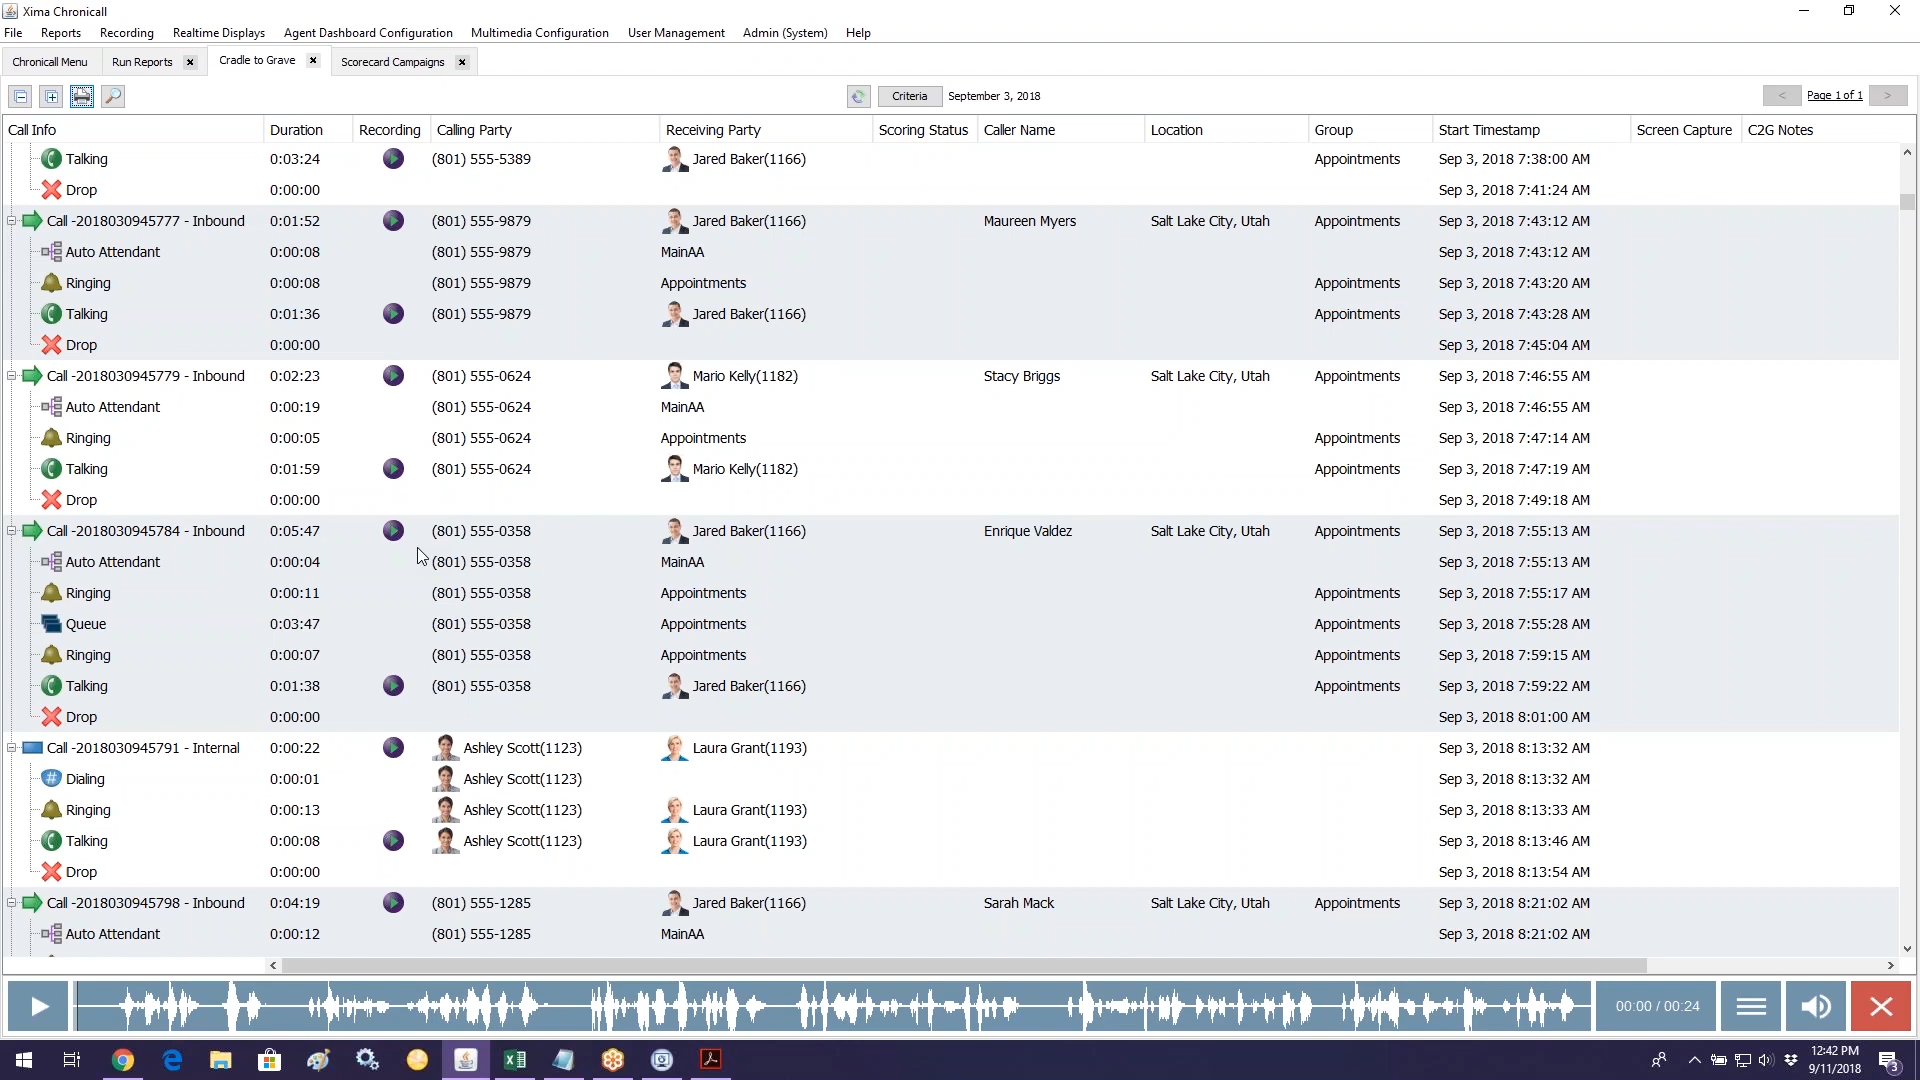 Xima Chronicall
File Reports Recording Realtime Displays Agent Dashboard Configuration Multimedia Configuration User Management Admin (System) Help
Chronicall Menu Run Reports Cradle to Grave Scorecard Campaigns
Criteria September 3, 2018 < Page 1 of 1 >
Call Info Duration Recording Calling Party Receiving Party Scoring Status Caller Name Location Group Start Timestamp Screen Capture C2G Notes
Talking 0:03:24 (801) 555-5389 Jared Baker(1166) Appointments Sep 3, 2018 7:38:00 AM
Drop 0:00:00 Sep 3, 2018 7:41:24 AM
Call -2018030945777 - Inbound 0:01:52 (801) 555-9879 Jared Baker(1166) Maureen Myers Salt Lake City, Utah Appointments Sep 3, 2018 7:43:12 AM
Auto Attendant 0:00:08 (801) 555-9879 MainAA Sep 3, 2018 7:43:12 AM
Ringing 0:00:08 (801) 555-9879 Appointments Appointments Sep 3, 2018 7:43:20 AM
Talking 0:01:36 (801) 555-9879 Jared Baker(1166) Appointments Sep 3, 2018 7:43:28 AM
Drop 0:00:00 Sep 3, 2018 7:45:04 AM
Call -2018030945779 - Inbound 0:02:23 (801) 555-0624 Mario Kelly(1182) Stacy Briggs Salt Lake City, Utah Appointments Sep 3, 2018 7:46:55 AM
Auto Attendant 0:00:19 (801) 555-0624 MainAA Sep 3, 2018 7:46:55 AM
Ringing 0:00:05 (801) 555-0624 Appointments Appointments Sep 3, 2018 7:47:14 AM
Talking 0:01:59 (801) 555-0624 Mario Kelly(1182) Appointments Sep 3, 2018 7:47:19 AM
Drop 0:00:00 Sep 3, 2018 7:49:18 AM
Call -2018030945784 - Inbound 0:05:47 (801) 555-0358 Jared Baker(1166) Enrique Valdez Salt Lake City, Utah Appointments Sep 3, 2018 7:55:13 AM
Auto Attendant 0:00:04 (801) 555-0358 MainAA Sep 3, 2018 7:55:13 AM
Ringing 0:00:11 (801) 555-0358 Appointments Appointments Sep 3, 2018 7:55:17 AM
Queue 0:03:47 (801) 555-0358 Appointments Appointments Sep 3, 2018 7:55:28 AM
Ringing 0:00:07 (801) 555-0358 Appointments Appointments Sep 3, 2018 7:59:15 AM
Talking 0:01:38 (801) 555-0358 Jared Baker(1166) Appointments Sep 3, 2018 7:59:22 AM
Drop 0:00:00 Sep 3, 2018 8:01:00 AM
Call -2018030945791 - Internal 0:00:22 Ashley Scott(1123) Laura Grant(1193) Sep 3, 2018 8:13:32 AM
Dialing 0:00:01 Ashley Scott(1123) Sep 3, 2018 8:13:32 AM
Ringing 0:00:13 Ashley Scott(1123) Laura Grant(1193) Sep 3, 2018 8:13:33 AM
Talking 0:00:08 Ashley Scott(1123) Laura Grant(1193) Sep 3, 2018 8:13:46 AM
Drop 0:00:00 Sep 3, 2018 8:13:54 AM
Call -2018030945798 - Inbound 0:04:19 (801) 555-1285 Jared Baker(1166) Sarah Mack Salt Lake City, Utah Appointments Sep 3, 2018 8:21:02 AM
Auto Attendant 0:00:12 (801) 555-1285 MainAA Sep 3, 2018 8:21:02 AM
00:00 / 00:24
12:42 PM
9/11/2018
3